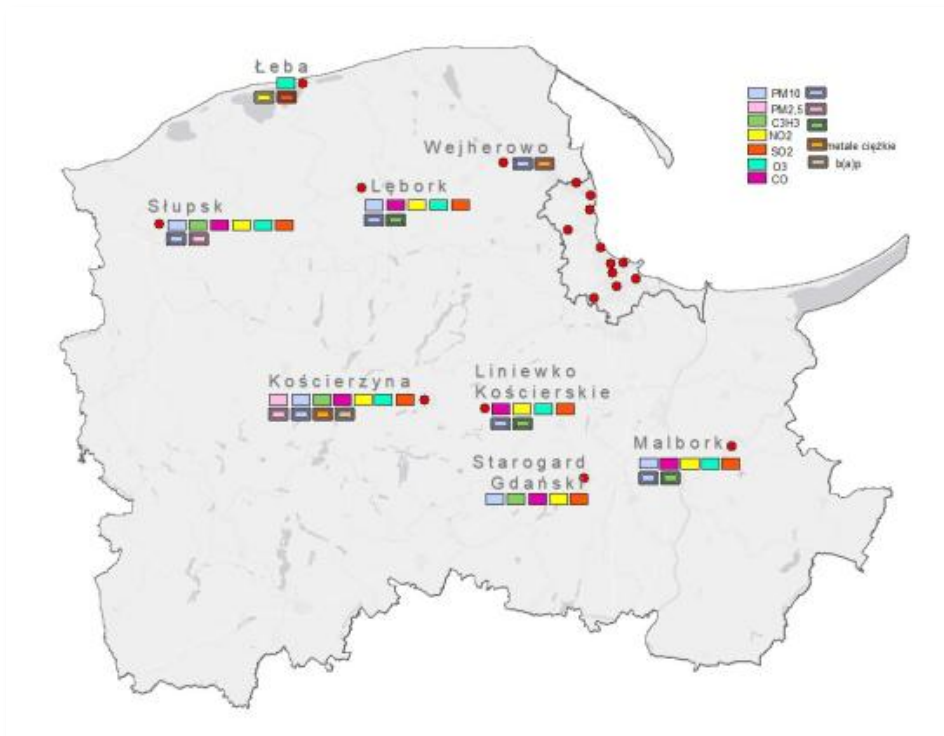 Łeba
PM10
PM2,5
C3H3
NO2
metale ciężkie
SO2
b(a)p
O3
CO
Wejherowo
Lębork
Słupsk
Liniewko
Kościerzyna
Kościerskie
Malbork
Starogard
Gdański